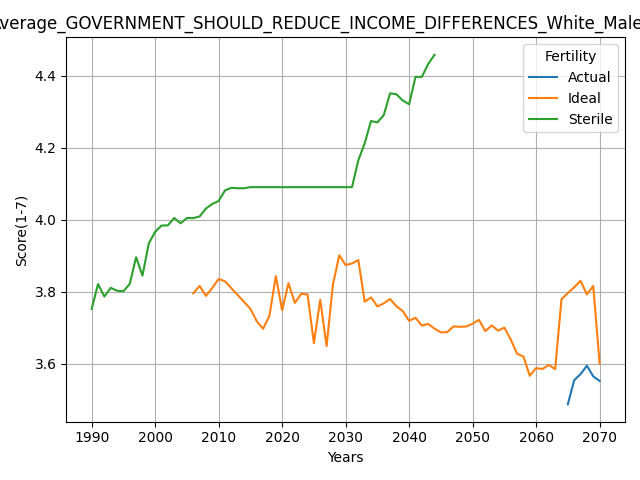 verage_GOVERNMENT_SHOULD_REDUCE_INCOME_DIFFERENCES_White_Male
Fertility
Actual
Ideal
Sterile
Score(1-7)
4.4
4.2
4.0
3.8
3.6
1990 2000 2010 2020 2030 2040 2050 2060 2070
Years